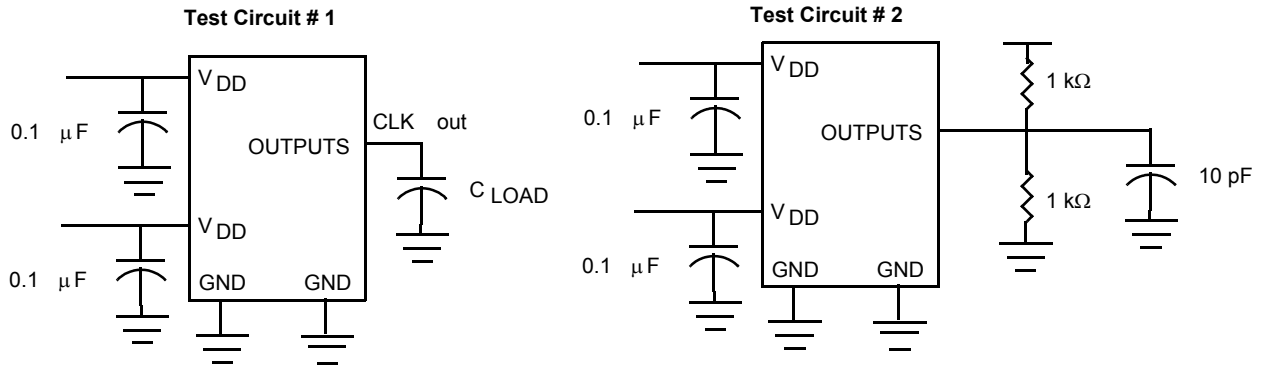 Test Circuit # 1
V DD
0.1 μF
CLK out
OUTPUTS
C LOAD
V DD
0.1 μF
GND GND
Test Circuit # 2
V DD
1 kΩ
0.1 μF
OUTPUTS
10 pF
1 kΩ
V DD
0.1 μF
GND GND